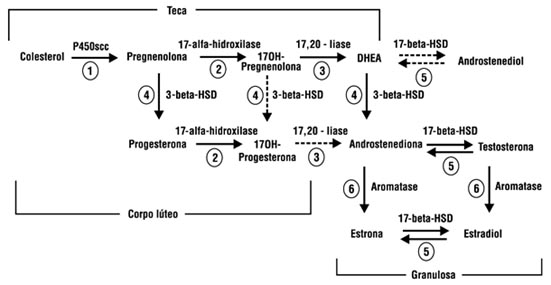 Teca
P450scc 17-alfa-hidroxilase 17,20 - liase 17-beta-HSD
Colesterol Pregnenolona 17OH- DHEA Androstenediol
Pregnenolona
1 2 3 5
4 3-beta-HSD 4 3-beta-HSD 4 3-beta-HSD
17-alfa-hidroxilase 17,20 - liase 17-beta-HSD
Progesterona 17OH- Androstenediona Testosterona
Progesterona
2 3 5
6 Aromatase 6 Aromatase
Corpo lúteo
17-beta-HSD
Estrona Estradiol
5
Granulosa